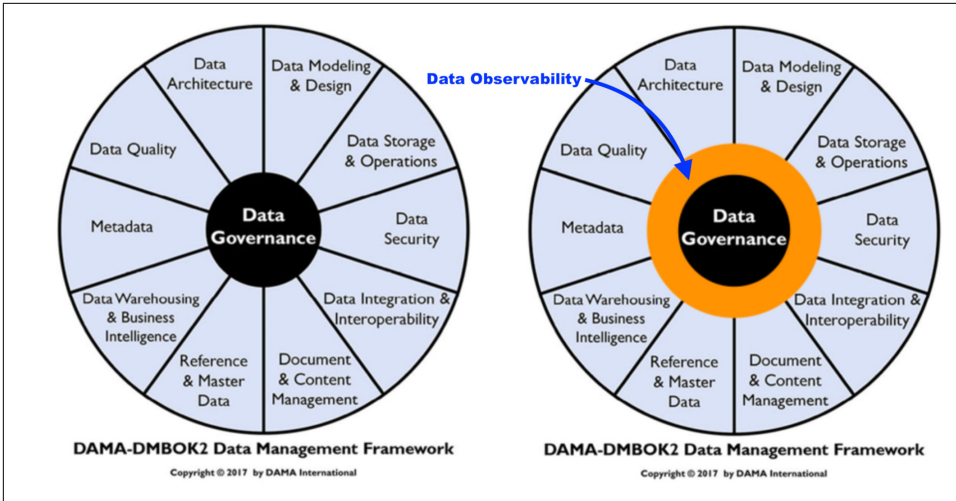 Data
Architecture
Data Modeling
& Design
Data Storage
& Operations
Data
Security
Data Integration &
Interoperability
Document
& Content
Management
Reference
& Master
Data
Data Warehousing
& Business
Intelligence
Metadata
Data Quality
Data
Governance
DAMA-DMBOK2 Data Management Framework
Copyright © 2017 by DAMA International
Data Observability
Data
Architecture
Data Modeling
& Design
Data Storage
& Operations
Data
Security
Data Integration &
Interoperability
Document
& Content
Management
Reference
& Master
Data
Data Warehousing
& Business
Intelligence
Metadata
Data Quality
Data
Governance
DAMA-DMBOK2 Data Management Framework
Copyright © 2017 by DAMA International